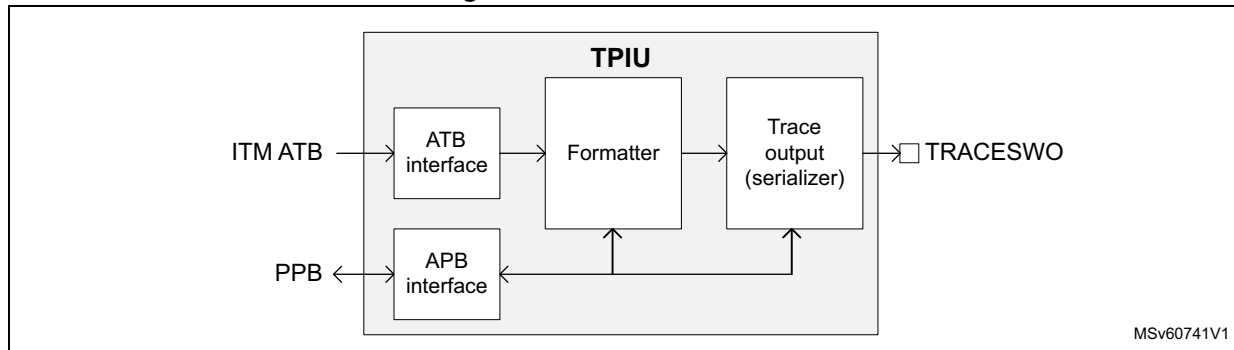 TPIU
ITM ATB
ATB
interface
Formatter
Trace
output
(serializer)
TRACESWO
PPB
APB
interface
MSv60741V1